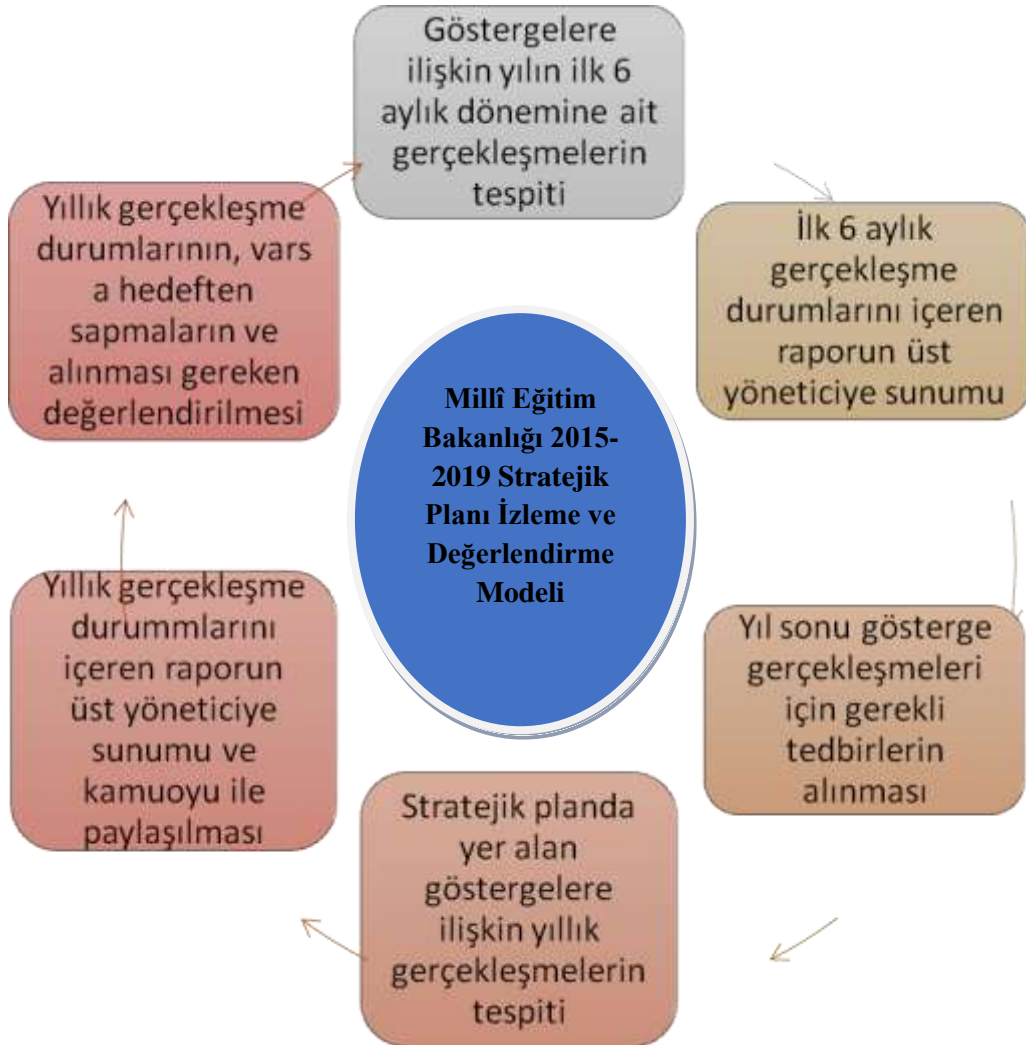 Göstergelere
ilişkin yılın ilk 6
aylık dönemine ait
gerçekleşmelerin
tespiti
İlk 6 aylık
gerçekleşme
durumlarını içeren
raporun üst
yöneticiye sunumu
Yıl sonu gösterge
gerçekleşmeleri
için gerekli
tedbirlerin
alınması
Stratejik planda
yer alan
göstergelere
ilişkin yıllık
gerçekleşmelerin
tespiti
Yıllık gerçekleşme
durummlarını
içeren raporun
üst yöneticiye
sunumu ve
kamuoyu ile
paylaşılması
Yıllık gerçekleşme
durumlarının, vars
a hedeften
sapmaların ve
alınması gereken
değerlendirilmesi
Millî Eğitim
Bakanlığı 2015-
2019 Stratejik
Planı İzleme ve
Değerlendirme
Modeli